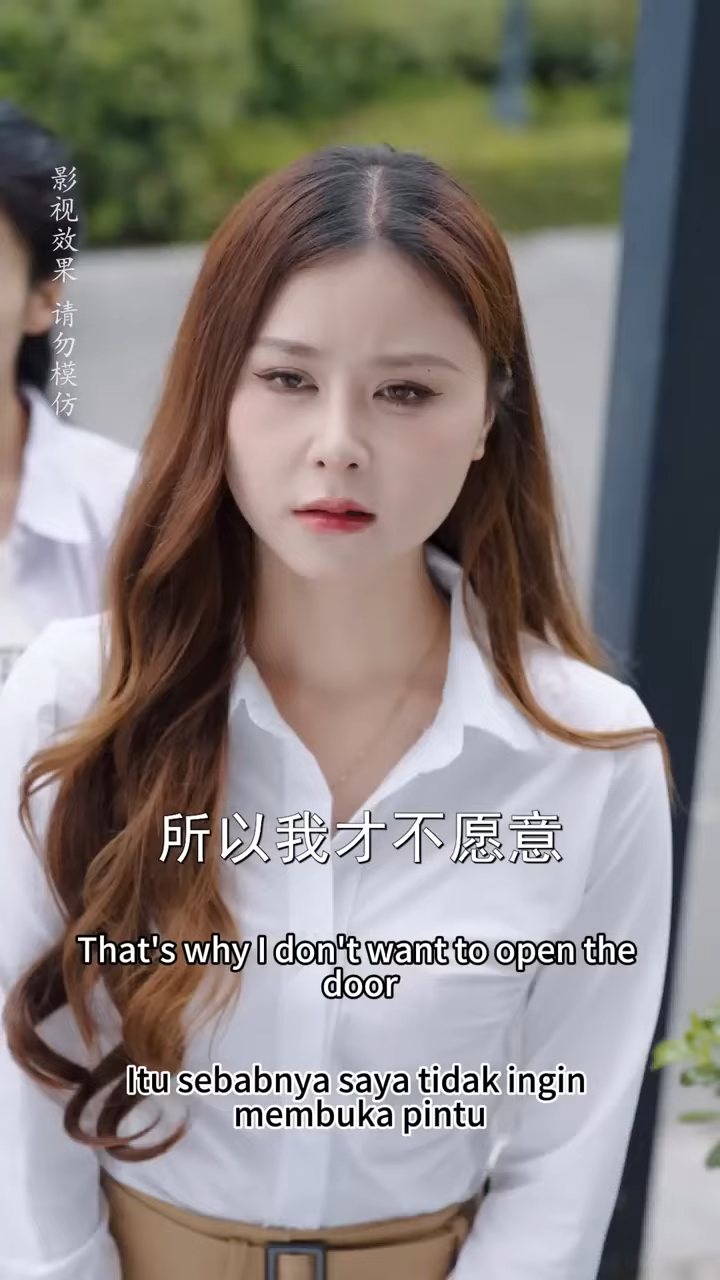 影视效果 请勿模仿
所以我才不愿意
That's why I don't want to open the
door
Itu sebabnya saya tidak ingin
membuka pintu